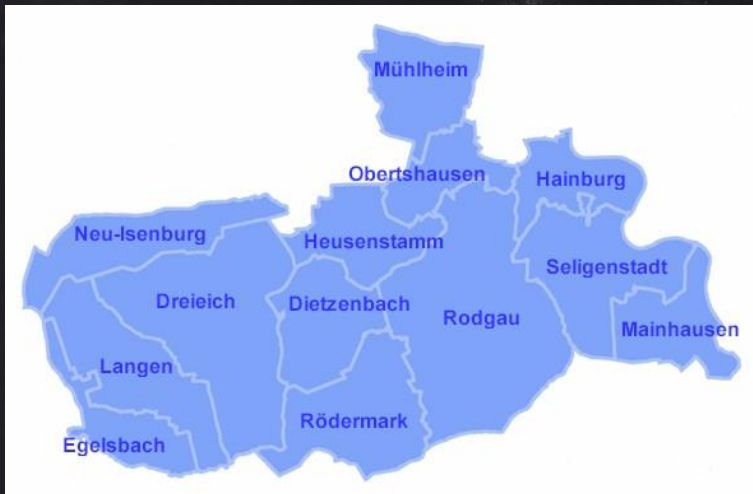 Mühlheim
Obertshausen
Hainburg
Neu-Isenburg
Heusenstamm
Seligenstadt
Dreieich
Dietzenbach
Rodgau
Mainhausen
Langen
Rödermark
Egelsbach